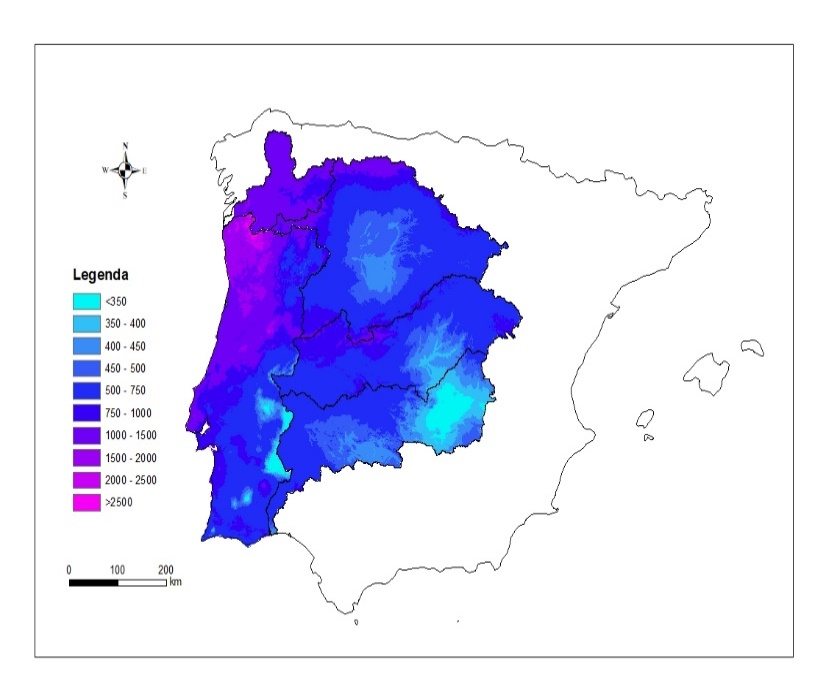 N
W E
S
Legenda
<350
350 - 400
400 - 450
450 - 500
500 - 750
750 - 1000
1000 - 1500
1500 - 2000
2000 - 2500
>2500
0 100 200
km